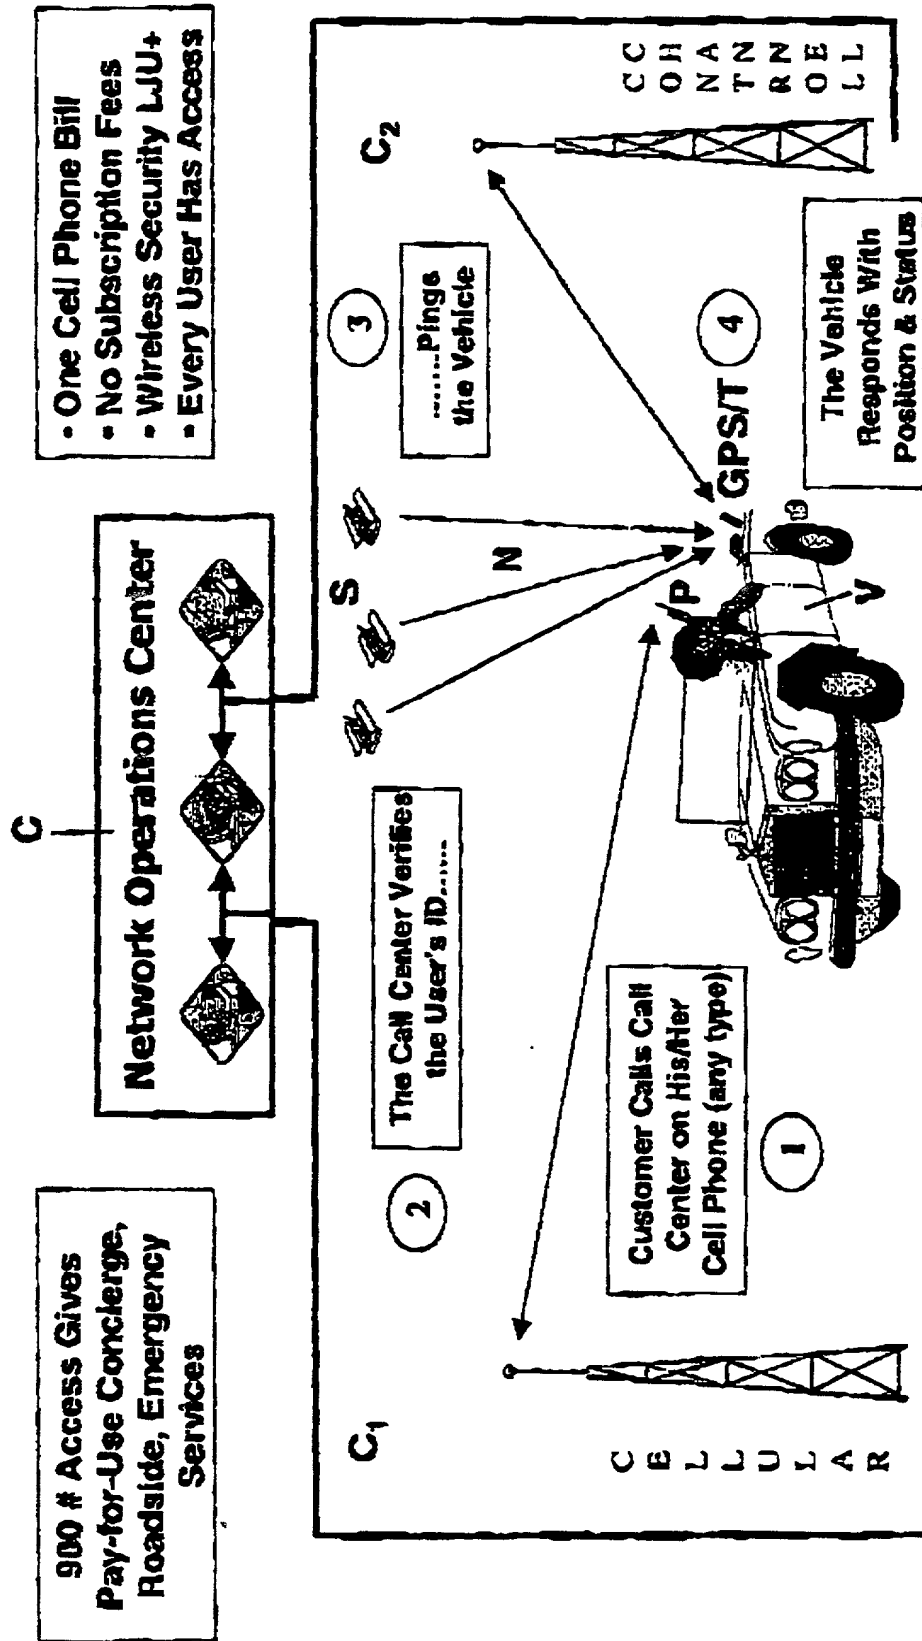 C
900 # Access Gives
Pay-for-Use Concierge,
Roadside, Emergency
Services
Network Operations Center
• One Cell Phone Bill
• No Subscription Fees
• Wireless Security LJU+
• Every User Has Access
C1
2
The Call Center Verifies
the User's ID......
S
3
.......Pings
the Vehicle
C2
N
CELLULAR
Customer Calls Call
Center on His/Her
Cell Phone (any type)
1
P
GPS/T
4
V
The Vehicle
Responds With
Position & Status
CONTROL
CHANNEL